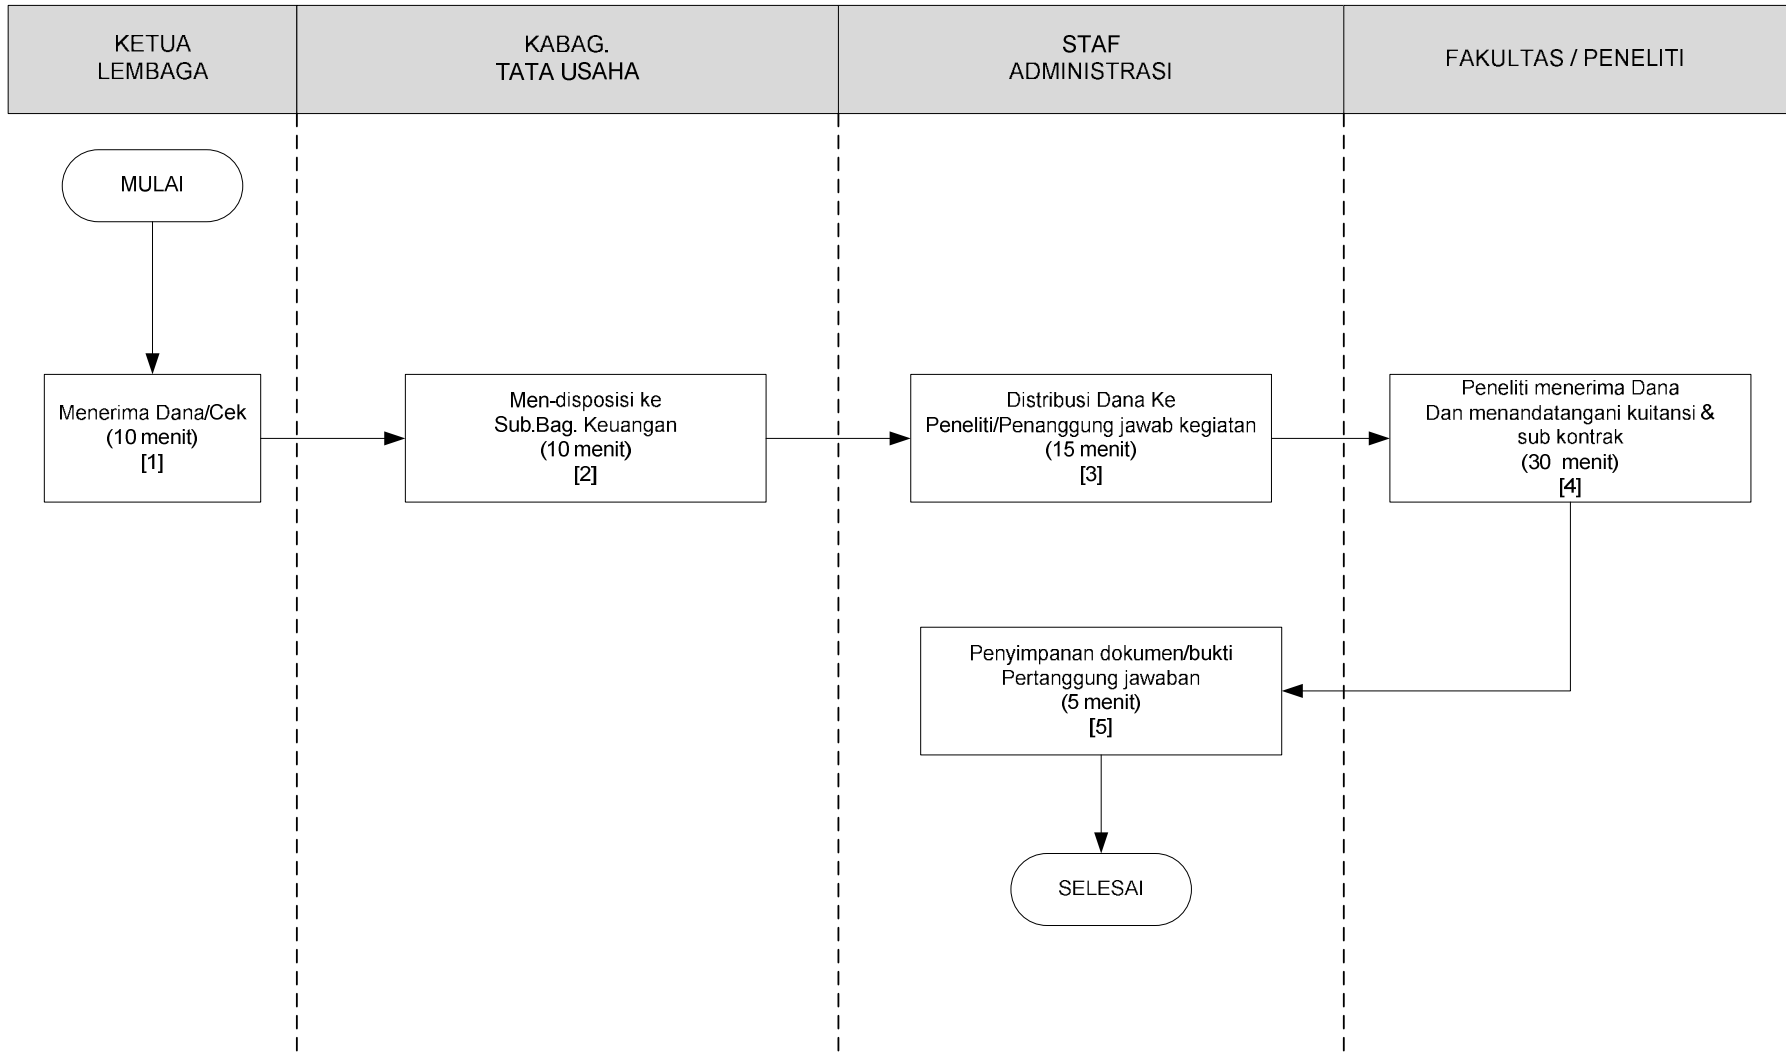 KETUA
LEMBAGA
KABAG.
TATA USAHA
STAF
ADMINISTRASI
FAKULTAS / PENELITI
MULAI
Menerima Dana/Cek
(10 menit)
[1]
Men-disposisi ke
Sub.Bag. Keuangan
(10 menit)
[2]
Distribusi Dana Ke
Peneliti/Penanggung jawab kegiatan
(15 menit)
[3]
Peneliti menerima Dana
Dan menandatangani kuitansi &
sub kontrak
(30 menit)
[4]
Penyimpanan dokumen/bukti
Pertanggung jawaban
(5 menit)
[5]
SELESAI